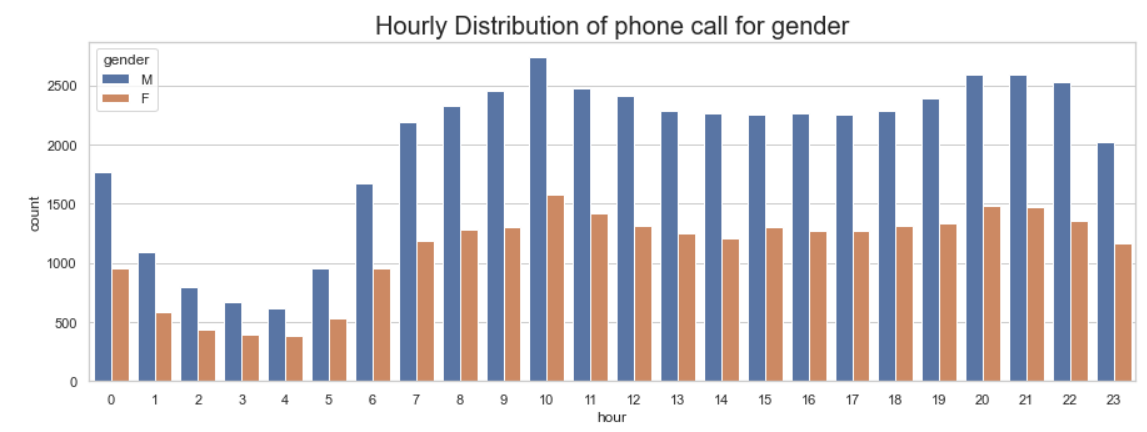 Hourly Distribution of phone call for gender
gender
M
F
count
2500
2000
1500
1000
500
0
0 1 2 3 4 5 6 7 8 9 10 11 12 13 14 15 16 17 18 19 20 21 22 23
hour